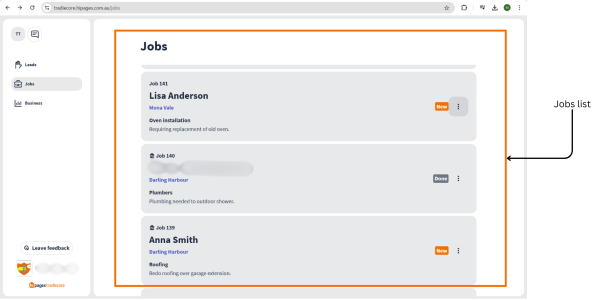 tradiecore.hipages.com.au/jobs
TT
Leads
Jobs
Business
Leave feedback
hipages tradiecore
Jobs
Job 141
Lisa Anderson
Mona Vale
Oven installation
Requiring replacement of old oven.
New
Job 140
Darling Harbour
Plumbers
Plumbing needed to outdoor shower.
Done
Job 139
Anna Smith
Darling Harbour
Roofing
Redo roofing over garage extension.
New
Jobs list